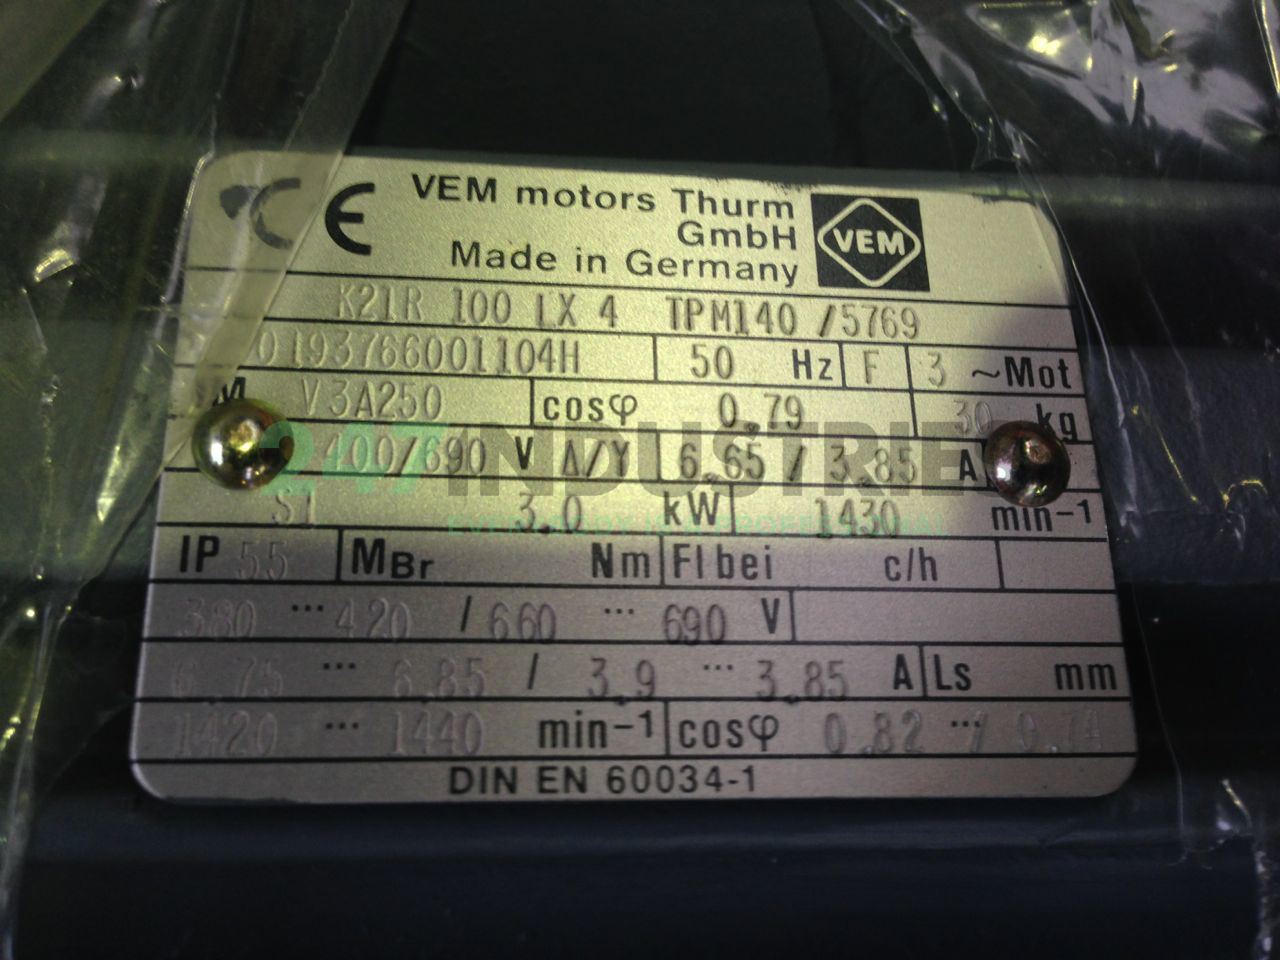 CE VEM motors Thurm
GmbH
Made in Germany
VEM
K21R 100 LX 4 TPM140 /5769
0193766001104H 50 Hz F 3 ~Mot
V3A250 cosφ 0.79 30 kg
400/690 V Δ/Y 6.65 / 3.85 A
S1 3.0 kW 1430 min-1
IP 55 MBr Nm Fl bei c/h
380 ... 420 / 660 ... 690 V
6.75 ... 6.85 / 3.9 ... 3.85 A Ls mm
1420 ... 1440 min-1 cosφ 0.82 ... / 0.74
DIN EN 60034-1
247INDUSTRIE